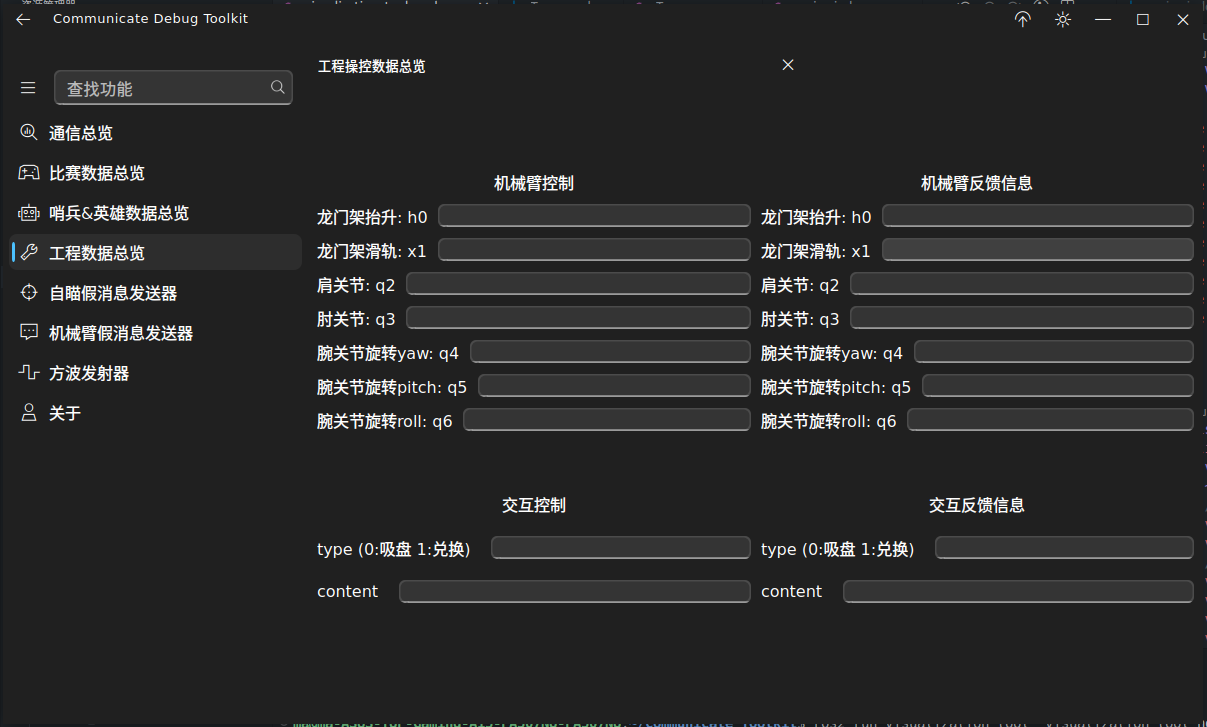 Communicate Debug Toolkit
查找功能
通信总览
比赛数据总览
哨兵&英雄数据总览
工程数据总览
自瞄假消息发送器
机械臂假消息发送器
方波发射器
关于
工程操控数据总览
机械臂控制
龙门架抬升: h0
龙门架滑轨: x1
肩关节: q2
肘关节: q3
腕关节旋转yaw: q4
腕关节旋转pitch: q5
腕关节旋转roll: q6
机械臂反馈信息
龙门架抬升: h0
龙门架滑轨: x1
肩关节: q2
肘关节: q3
腕关节旋转yaw: q4
腕关节旋转pitch: q5
腕关节旋转roll: q6
交互控制
type (0:吸盘 1:兑换)
content
交互反馈信息
type (0:吸盘 1:兑换)
content